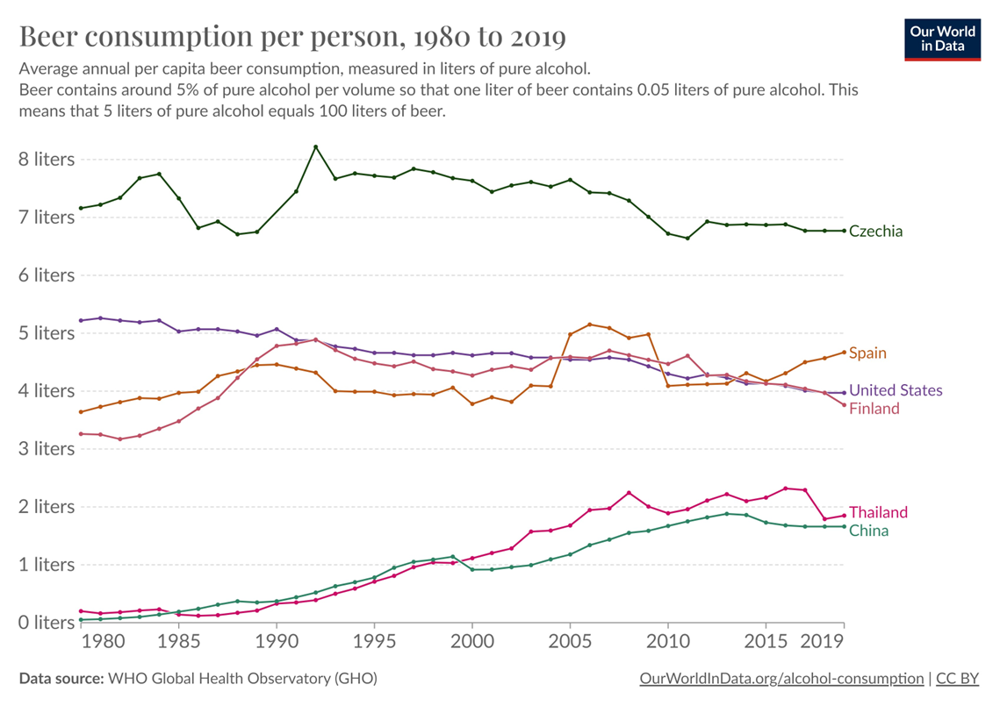 Beer consumption per person, 1980 to 2019
Our World
in Data
Average annual per capita beer consumption, measured in liters of pure alcohol.
Beer contains around 5% of pure alcohol per volume so that one liter of beer contains 0.05 liters of pure alcohol. This
means that 5 liters of pure alcohol equals 100 liters of beer.
8 liters
7 liters
Czechia
6 liters
5 liters
Spain
4 liters
United States
Finland
3 liters
2 liters
Thailand
China
1 liters
0 liters
1980 1985 1990 1995 2000 2005 2010 2015 2019
Data source: WHO Global Health Observatory (GHO)
OurWorldInData.org/alcohol-consumption | CC BY